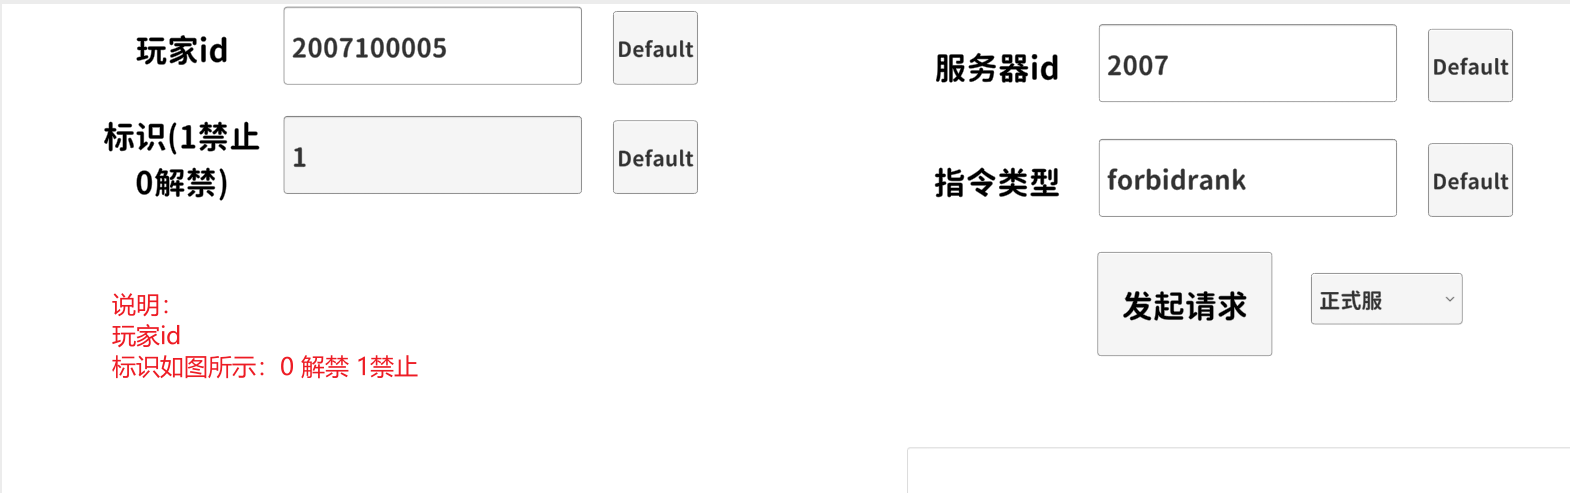 玩家id
2007100005
Default
标识(1禁止
0解禁)
1
Default
说明：
玩家id
标识如图所示：0 解禁 1禁止
服务器id
2007
Default
指令类型
forbidrank
Default
发起请求
正式服